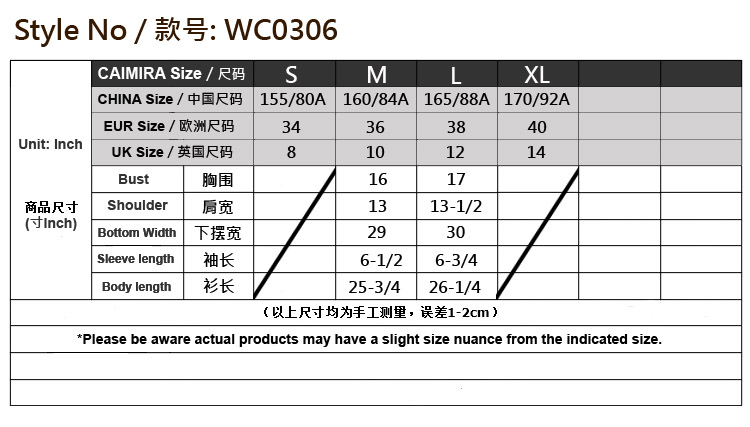 Style No / 款号: WC0306
CAIMIRA Size / 尺码 S M L XL
CHINA Size / 中国尺码 155/80A 160/84A 165/88A 170/92A
EUR Size / 欧洲尺码 34 36 38 40
Unit: Inch
UK Size / 英国尺码 8 10 12 14
Bust 胸围 16 17
商品尺寸
(寸Inch)
Shoulder 肩宽 13 13-1/2
Bottom Width 下摆宽 29 30
Sleeve length 袖长 6-1/2 6-3/4
Body length 衫长 25-3/4 26-1/4
(以上尺寸均为手工测量,误差1-2cm)
*Please be aware actual products may have a slight size nuance from the indicated size.